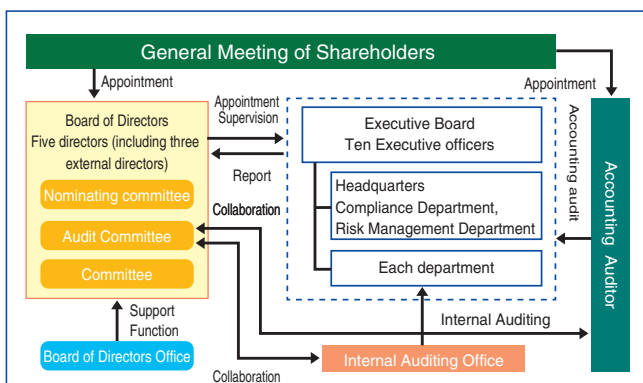 General Meeting of Shareholders
Appointment
Appointment
Board of Directors
Five directors (including three
external directors)
Nominating committee
Audit Committee
Committee
Appointment
Supervision
Report
Collaboration
Executive Board
Ten Executive officers
Headquarters
Compliance Department,
Risk Management Department
Each department
Accounting audit
Accounting Auditor
Support
Function
Board of Directors Office
Collaboration
Internal Auditing
Internal Auditing Office